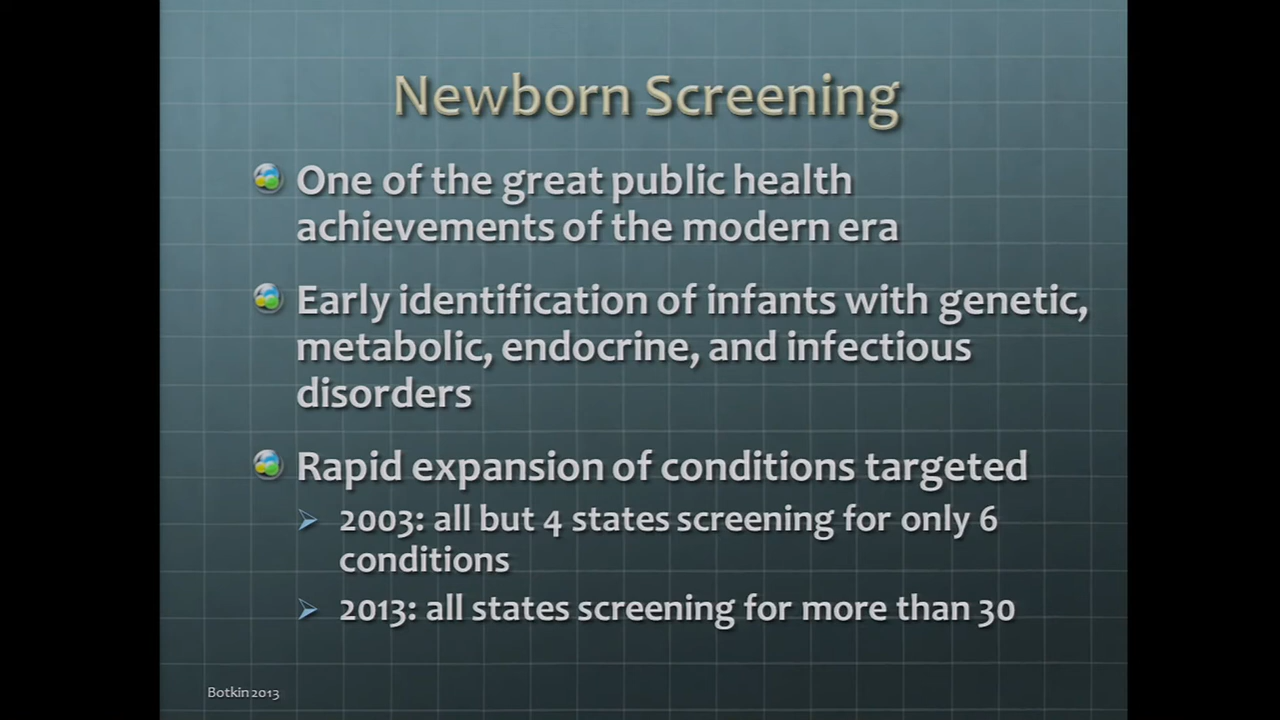 Newborn Screening
One of the great public health
achievements of the modern era
Early identification of infants with genetic,
metabolic, endocrine, and infectious
disorders
Rapid expansion of conditions targeted
2003: all but 4 states screening for only 6
conditions
2013: all states screening for more than 30
Botkin 2013